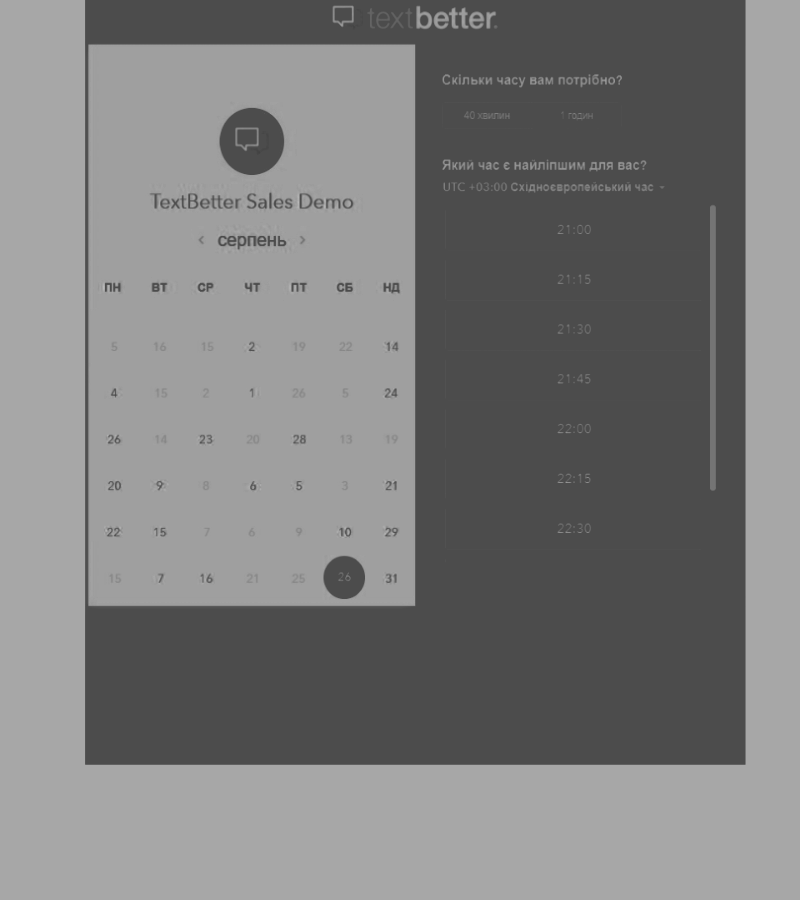 textbetter.
TextBetter Sales Demo
< серпень >
ПН ВТ СР ЧТ ПТ СБ НД
5 16 15 2 19 22 14
4 15 2 1 26 5 24
26 14 23 20 28 13 19
20 9 8 6 5 3 21
22 15 7 6 9 10 29
15 7 16 21 25 26 31
Скільки часу вам потрібно?
40 хвилин 1 годин
Який час є найліпшим для вас?
UTC +03:00 Східноєвропейський час
21:00
21:15
21:30
21:45
22:00
22:15
22:30